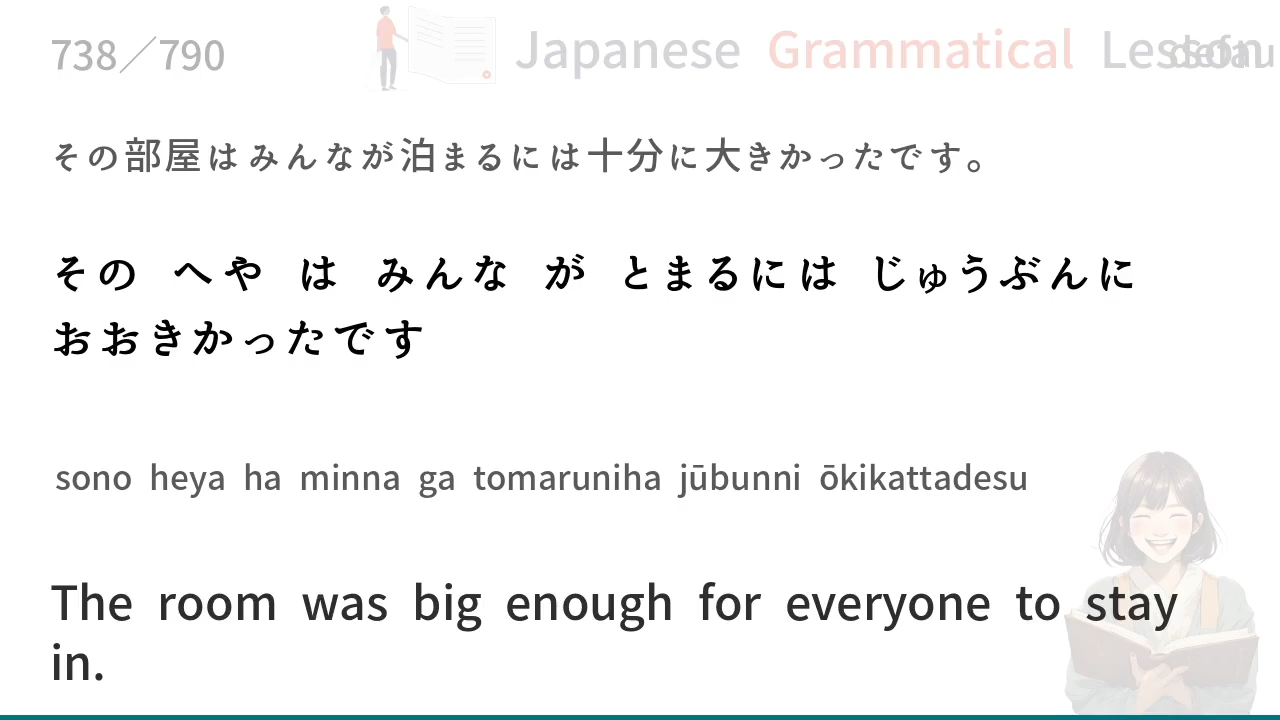 738／790
Japanese Grammatical Lesson
その部屋はみんなが泊まるには十分に大きかったです。
その へや は みんな が とまるには じゅうぶんに
おおきかったです
sono heya ha minna ga tomaruniha jūbunni ōkikattadesu
The room was big enough for everyone to stay
in.